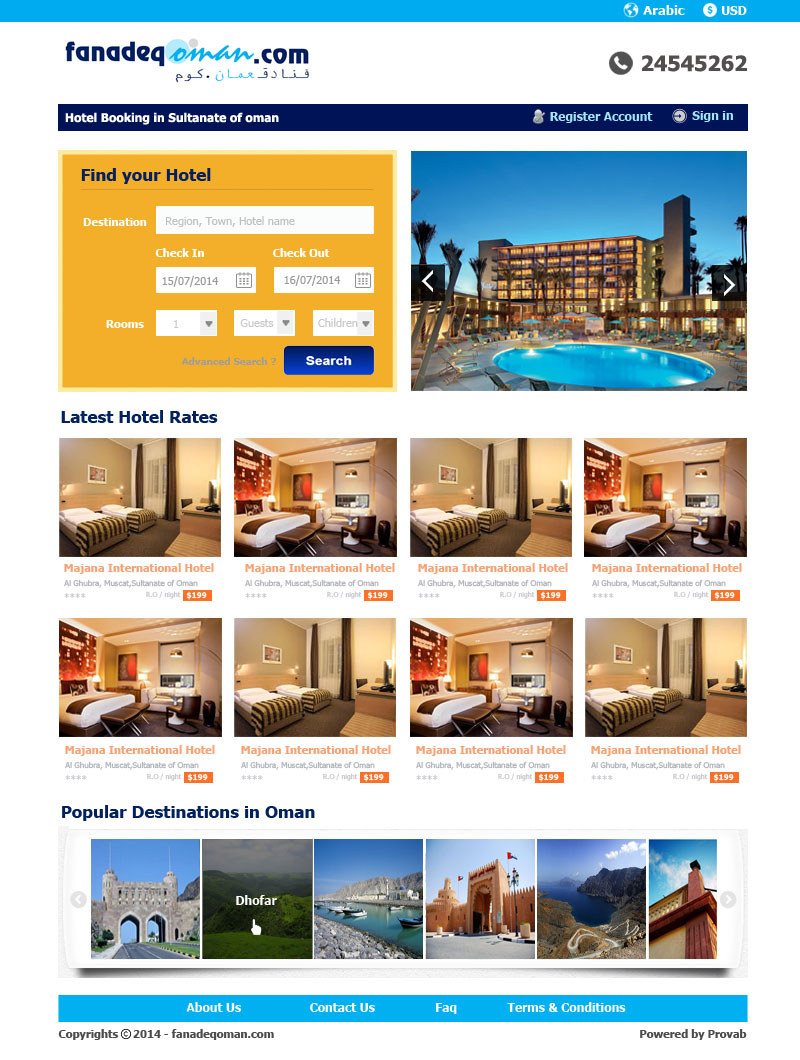 Arabic USD
fanadeqoman.com
فنادق عمان.كوم
24545262
Hotel Booking in Sultanate of oman Register Account Sign in
Find your Hotel
Destination Region, Town, Hotel name
Check In Check Out
15/07/2014 16/07/2014
Rooms 1 Guests Children
Advanced Search ? Search
Latest Hotel Rates
Majana International Hotel Majana International Hotel Majana International Hotel Majana International Hotel
Al Ghubra, Muscat,Sultanate of Oman Al Ghubra, Muscat,Sultanate of Oman Al Ghubra, Muscat,Sultanate of Oman Al Ghubra, Muscat,Sultanate of Oman
**** R.O / night $199 **** R.O / night $199 **** R.O / night $199 **** R.O / night $199
Majana International Hotel Majana International Hotel Majana International Hotel Majana International Hotel
Al Ghubra, Muscat,Sultanate of Oman Al Ghubra, Muscat,Sultanate of Oman Al Ghubra, Muscat,Sultanate of Oman Al Ghubra, Muscat,Sultanate of Oman
**** R.O / night $199 **** R.O / night $199 **** R.O / night $199 **** R.O / night $199
Popular Destinations in Oman
Dhofar
About Us Contact Us Faq Terms & Conditions
Copyrights © 2014 - fanadeqoman.com Powered by Provab